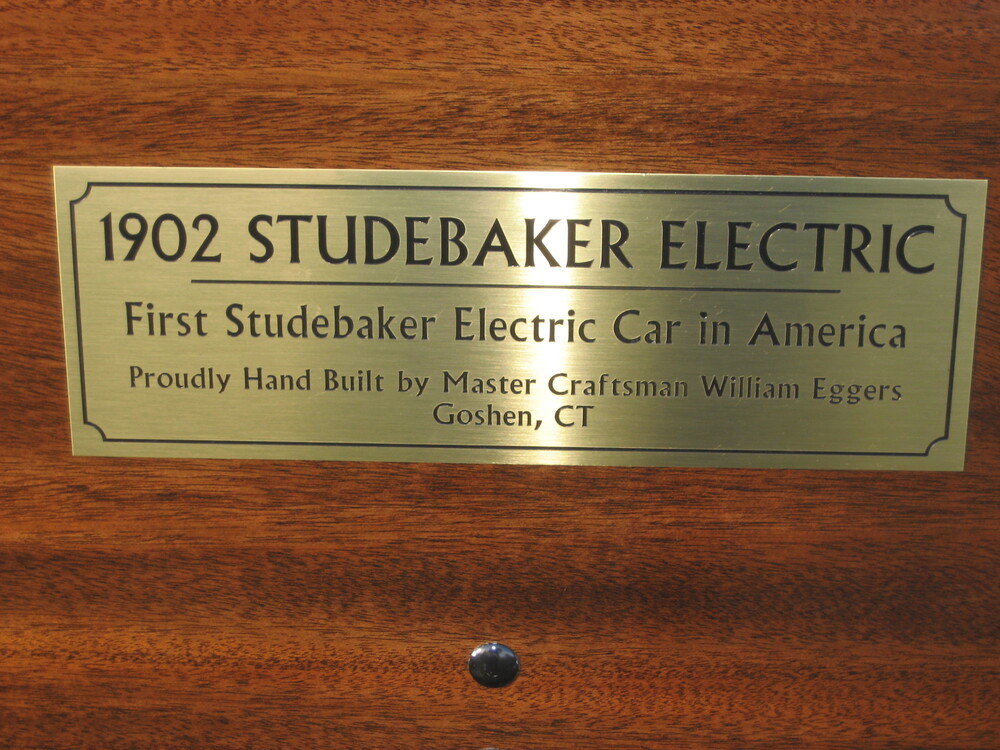 1902 STUDEBAKER ELECTRIC
First Studebaker Electric Car in America
Proudly Hand Built by Master Craftsman William Eggers
Goshen, CT